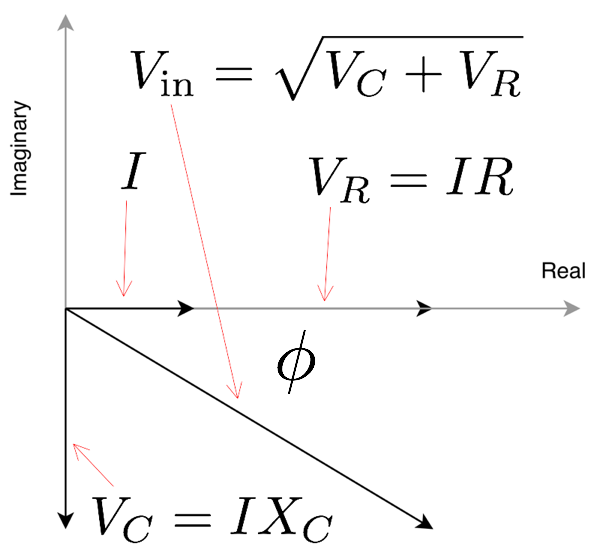 V_in = √(V_C + V_R)
Imaginary
I
V_R = IR
Real
ϕ
V_C = IX_C